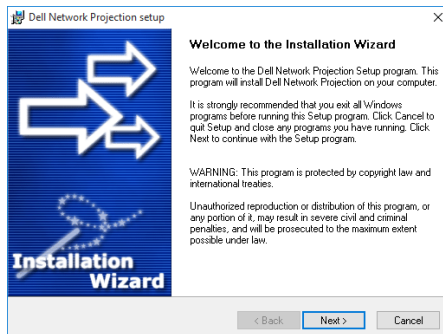 Dell Network Projection setup
Welcome to the Installation Wizard
Welcome to the Dell Network Projection Setup program. This
program will install Dell Network Projection on your computer.
It is strongly recommended that you exit all Windows
programs before running this Setup program. Click Cancel to
quit Setup and close any programs you have running. Click
Next to continue with the Setup program.
WARNING: This program is protected by copyright law and
international treaties.
Unauthorized reproduction or distribution of this program, or
any portion of it, may result in severe civil and criminal
penalties, and will be prosecuted to the maximum extent
possible under law.
Installation
Wizard
< Back
Next >
Cancel